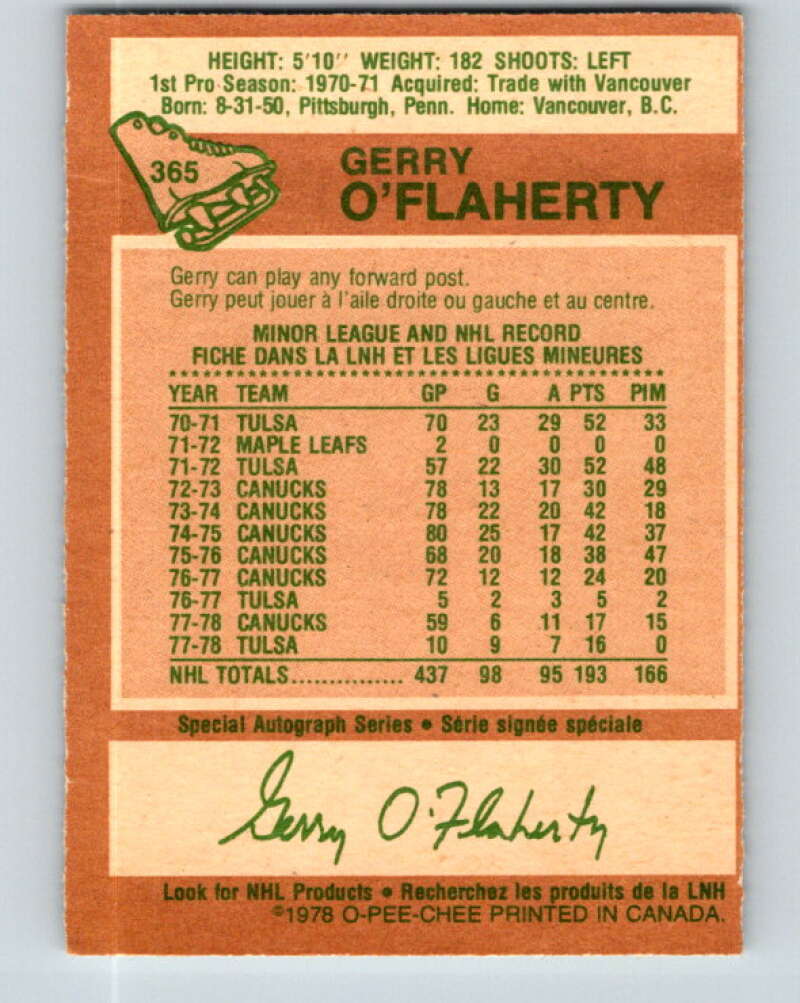 HEIGHT: 5'10'' WEIGHT: 182 SHOOTS: LEFT
1st Pro Season: 1970-71 Acquired: Trade with Vancouver
Born: 8-31-50, Pittsburgh, Penn. Home: Vancouver, B.C.
365
GERRY
O'FLAHERTY
Gerry can play any forward post.
Gerry peut jouer à l'aile droite ou gauche et au centre.
MINOR LEAGUE AND NHL RECORD
FICHE DANS LA LNH ET LES LIGUES MINEURES
YEAR TEAM GP G A PTS PIM
70-71 TULSA 70 23 29 52 33
71-72 MAPLE LEAFS 2 0 0 0 0
71-72 TULSA 57 22 30 52 48
72-73 CANUCKS 78 13 17 30 29
73-74 CANUCKS 78 22 20 42 18
74-75 CANUCKS 80 25 17 42 37
75-76 CANUCKS 68 20 18 38 47
76-77 CANUCKS 72 12 12 24 20
76-77 TULSA 5 2 3 5 2
77-78 CANUCKS 59 6 11 17 15
77-78 TULSA 10 9 7 16 0
NHL TOTALS............... 437 98 95 193 166
Special Autograph Series • Série signée spéciale
Gerry O'Flaherty
Look for NHL Products • Recherchez les produits de la LNH
©1978 O-PEE-CHEE PRINTED IN CANADA.